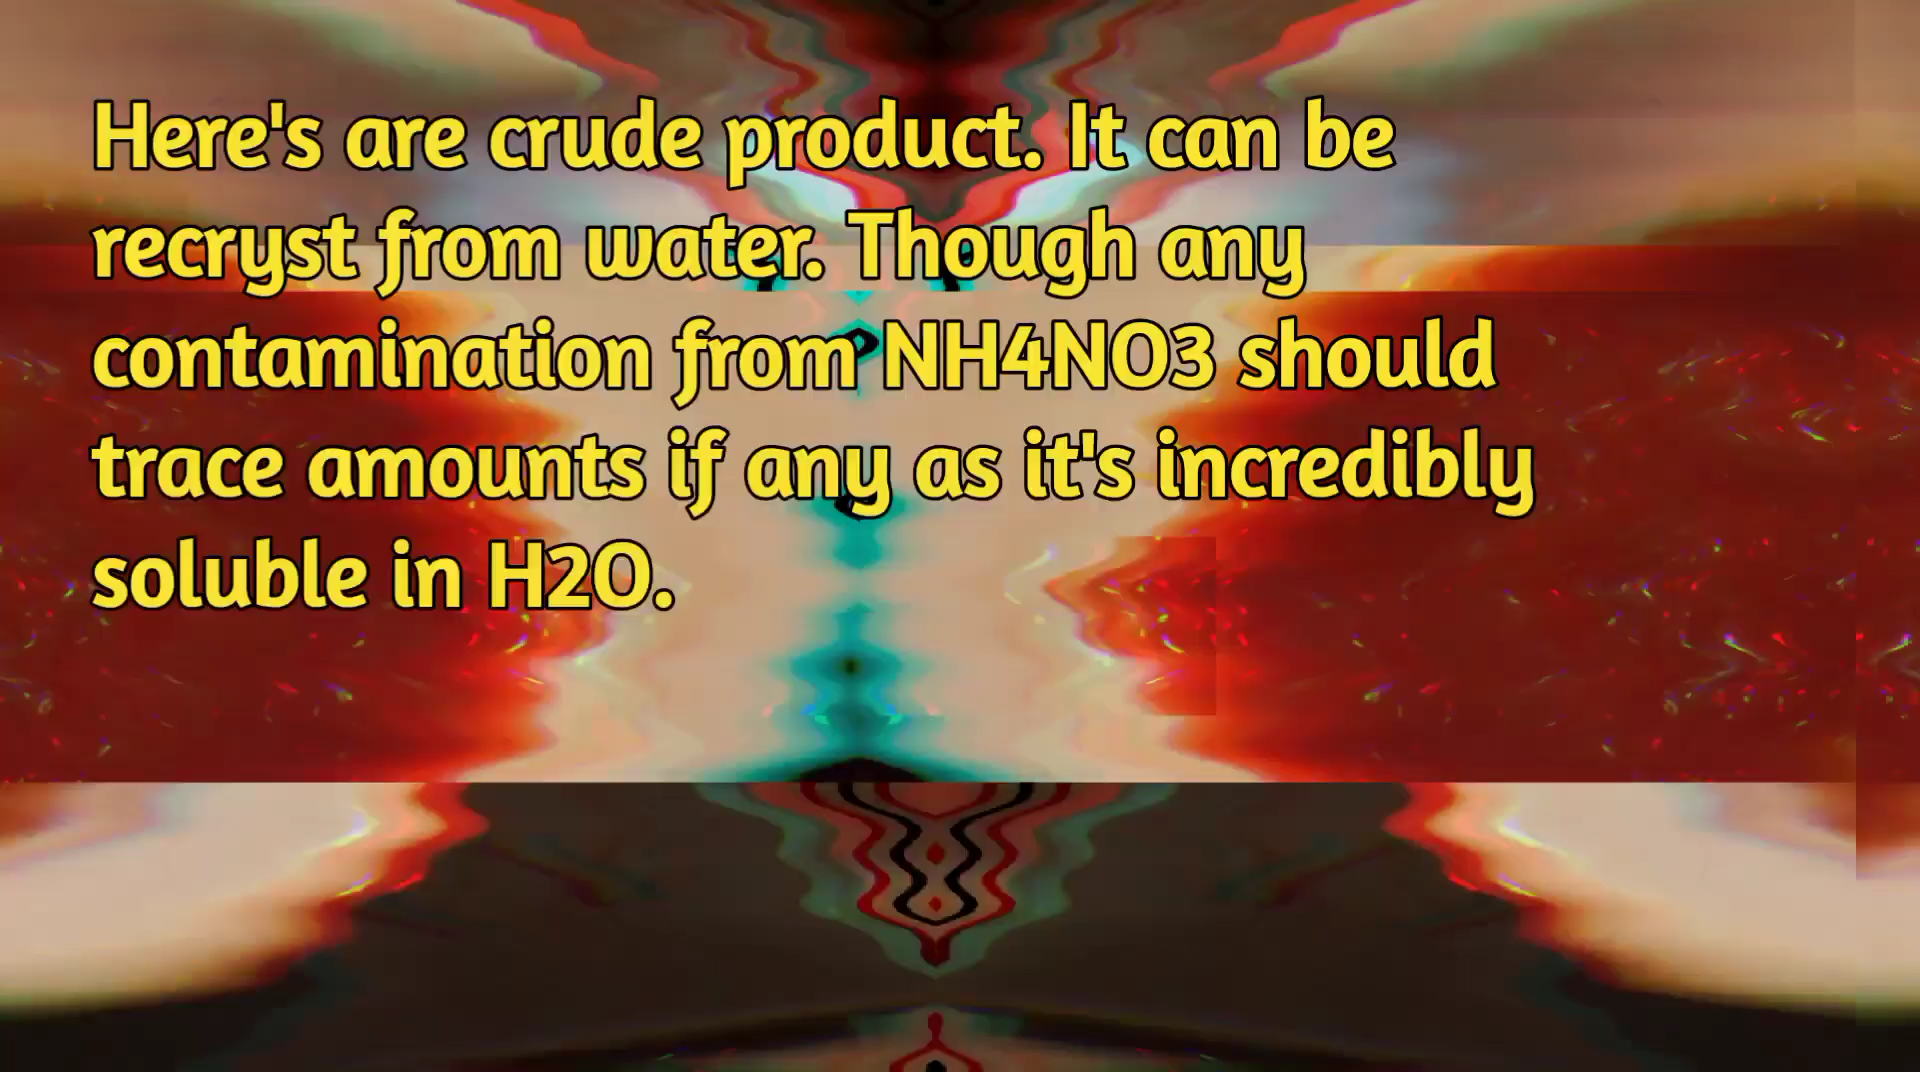 Here's are crude product. It can be
recryst from water. Though any
contamination from NH4NO3 should
trace amounts if any as it's incredibly
soluble in H2O.